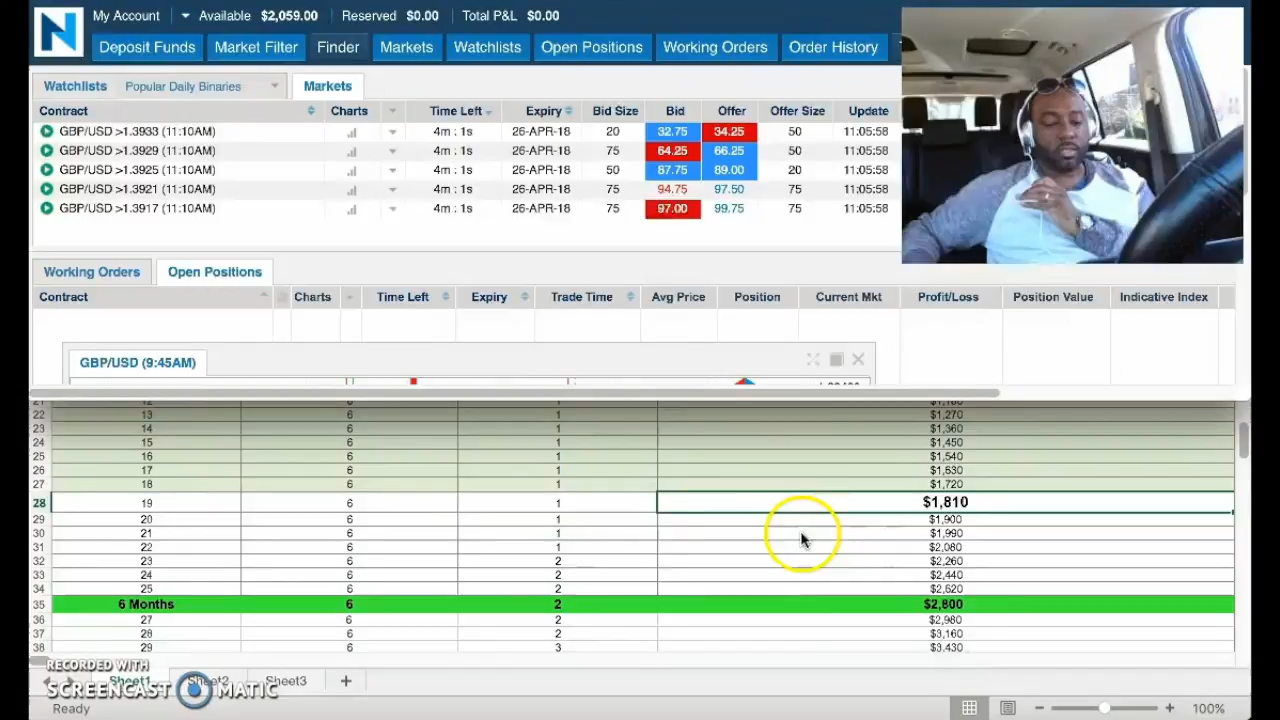 My Account Available $2,059.00 Reserved $0.00 Total P&L $0.00
N
Deposit Funds Market Filter Finder Markets Watchlists Open Positions Working Orders Order History
Watchlists Popular Daily Binaries Markets
Contract Charts Time Left Expiry Bid Size Bid Offer Offer Size Update
GBP/USD >1.3933 (11:10AM) 4m : 1s 26-APR-18 20 32.75 34.25 50 11:05:58
GBP/USD >1.3929 (11:10AM) 4m : 1s 26-APR-18 75 64.25 66.25 50 11:05:58
GBP/USD >1.3925 (11:10AM) 4m : 1s 26-APR-18 50 87.75 89.00 20 11:05:58
GBP/USD >1.3921 (11:10AM) 4m : 1s 26-APR-18 75 94.75 97.50 75 11:05:58
GBP/USD >1.3917 (11:10AM) 4m : 1s 26-APR-18 75 97.00 99.75 75 11:05:58
Working Orders Open Positions
Contract Charts Time Left Expiry Trade Time Avg Price Position Current Mkt Profit/Loss Position Value Indicative Index
GBP/USD (9:45AM)
22 13 6 1 $1,270
23 14 6 1 $1,360
24 15 6 1 $1,450
25 16 6 1 $1,540
26 17 6 1 $1,630
27 18 6 1 $1,720
28 19 6 1 $1,810
29 20 6 1 $1,900
30 21 6 1 $1,990
31 22 6 1 $2,080
32 23 6 2 $2,260
33 24 6 2 $2,440
34 25 6 2 $2,620
35 6 Months 6 2 $2,800
36 27 6 2 $2,980
37 28 6 2 $3,160
38 29 6 3 $3,430
RECORDED WITH
SCREENCAST MATIC
Sheet1 Sheet2 Sheet3 +
Ready 100%